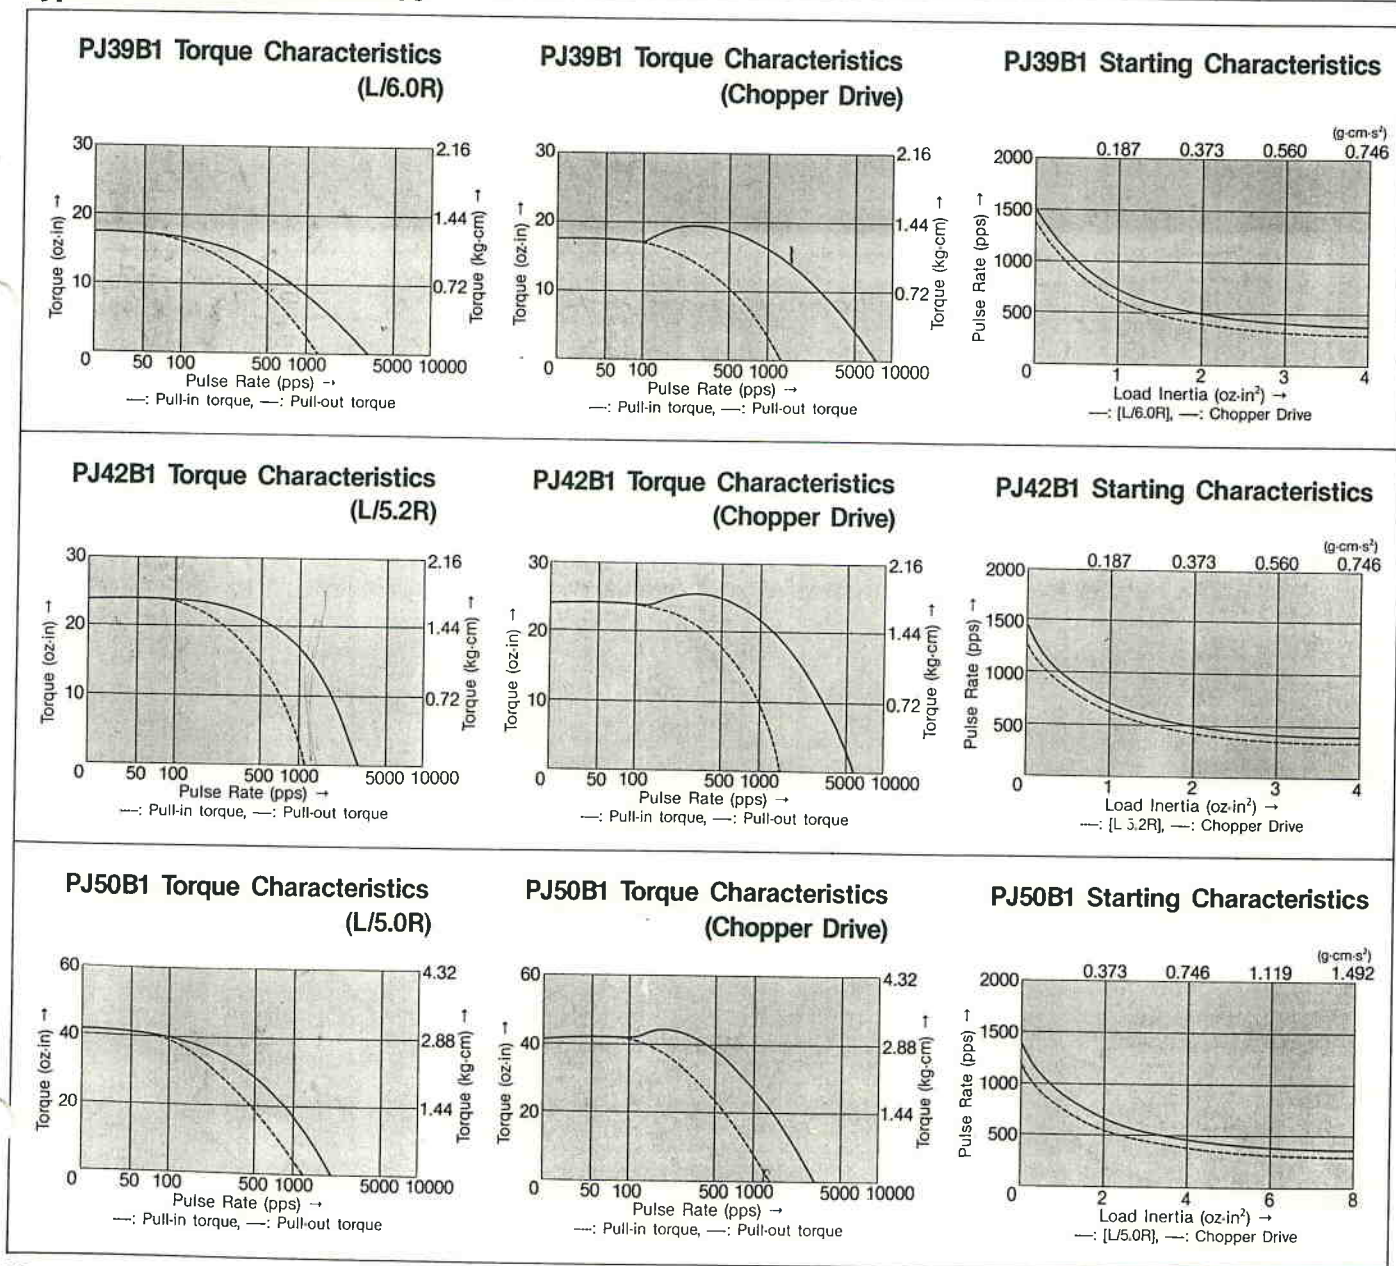 PJ39B1 Torque Characteristics
(L/6.0R)
30
20
10
0
Torque (oz·in) →
2.16
1.44
0.72
Torque (kg·cm) →
50 100 500 1000 5000 10000
Pulse Rate (pps) →
---: Pull-in torque, —: Pull-out torque
PJ39B1 Torque Characteristics
(Chopper Drive)
30
20
10
0
Torque (oz·in) →
2.16
1.44
0.72
Torque (kg·cm) →
50 100 500 1000 5000 10000
Pulse Rate (pps) →
---: Pull-in torque, —: Pull-out torque
PJ39B1 Starting Characteristics
(g·cm·s²)
0.187 0.373 0.560 0.746
2000
1500
1000
500
0
Pulse Rate (pps) →
1 2 3 4
Load Inertia (oz·in²) →
---: [L/6.0R], —: Chopper Drive
PJ42B1 Torque Characteristics
(L/5.2R)
30
20
10
0
Torque (oz·in) →
2.16
1.44
0.72
Torque (kg·cm) →
50 100 500 1000 5000 10000
Pulse Rate (pps) →
---: Pull-in torque, —: Pull-out torque
PJ42B1 Torque Characteristics
(Chopper Drive)
30
20
10
0
Torque (oz·in) →
2.16
1.44
0.72
Torque (kg·cm) →
50 100 500 1000 5000 10000
Pulse Rate (pps) →
---: Pull-in torque, —: Pull-out torque
PJ42B1 Starting Characteristics
(g·cm·s²)
0.187 0.373 0.560 0.746
2000
1500
1000
500
0
Pulse Rate (pps) →
1 2 3 4
Load Inertia (oz·in²) →
---: [L 5.2R], —: Chopper Drive
PJ50B1 Torque Characteristics
(L/5.0R)
60
40
20
0
Torque (oz·in) →
4.32
2.88
1.44
Torque (kg·cm) →
50 100 500 1000 5000 10000
Pulse Rate (pps) →
---: Pull-in torque, —: Pull-out torque
PJ50B1 Torque Characteristics
(Chopper Drive)
60
40
20
0
Torque (oz·in) →
4.32
2.88
1.44
Torque (kg·cm) →
50 100 500 1000 5000 10000
Pulse Rate (pps) →
---: Pull-in torque, —: Pull-out torque
PJ50B1 Starting Characteristics
(g·cm·s²)
0.373 0.746 1.119 1.492
2000
1500
1000
500
0
Pulse Rate (pps) →
2 4 6 8
Load Inertia (oz·in²) →
---: [L/5.0R], —: Chopper Drive